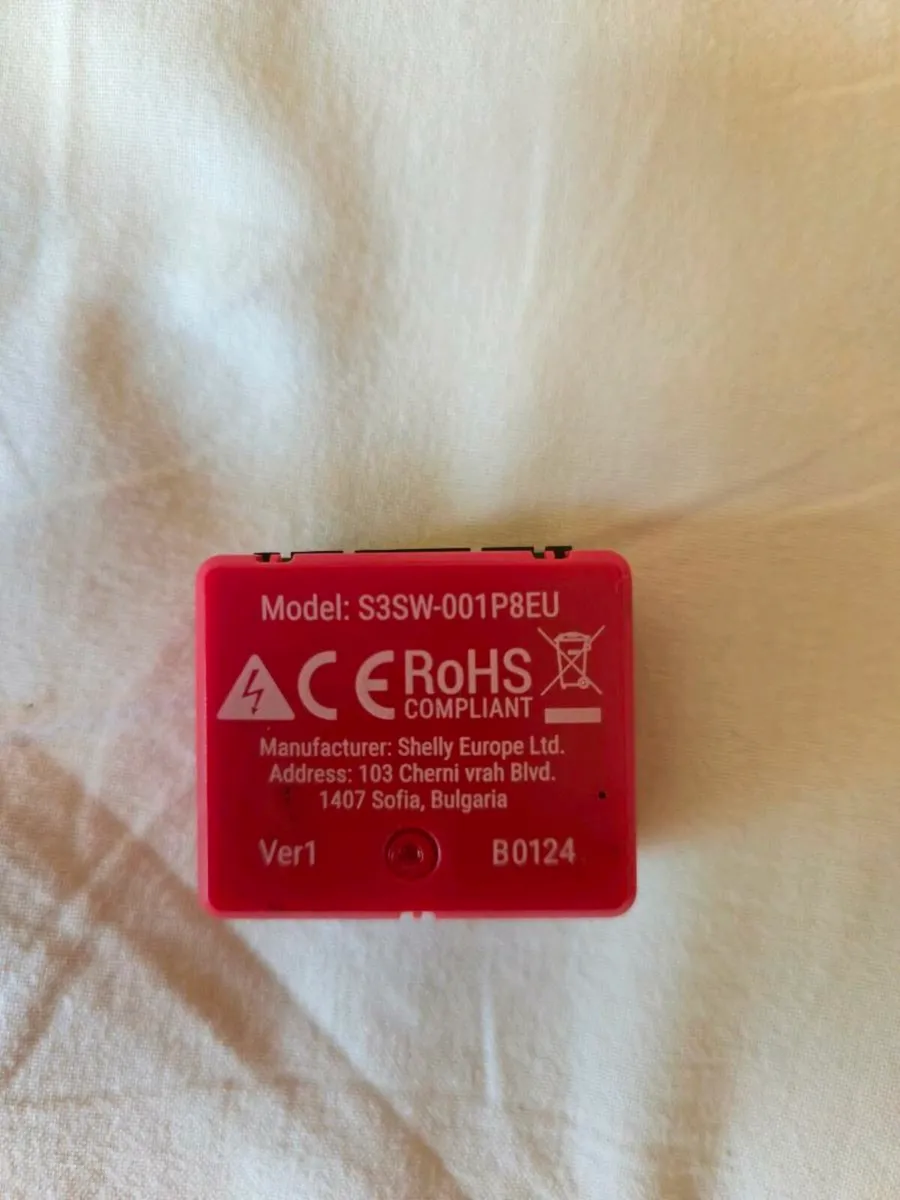 Model: S3SW-001P8EU
CE RoHS
COMPLIANT
Manufacturer: Shelly Europe Ltd.
Address: 103 Cherni vrah Blvd.
1407 Sofia, Bulgaria
Ver1 B0124